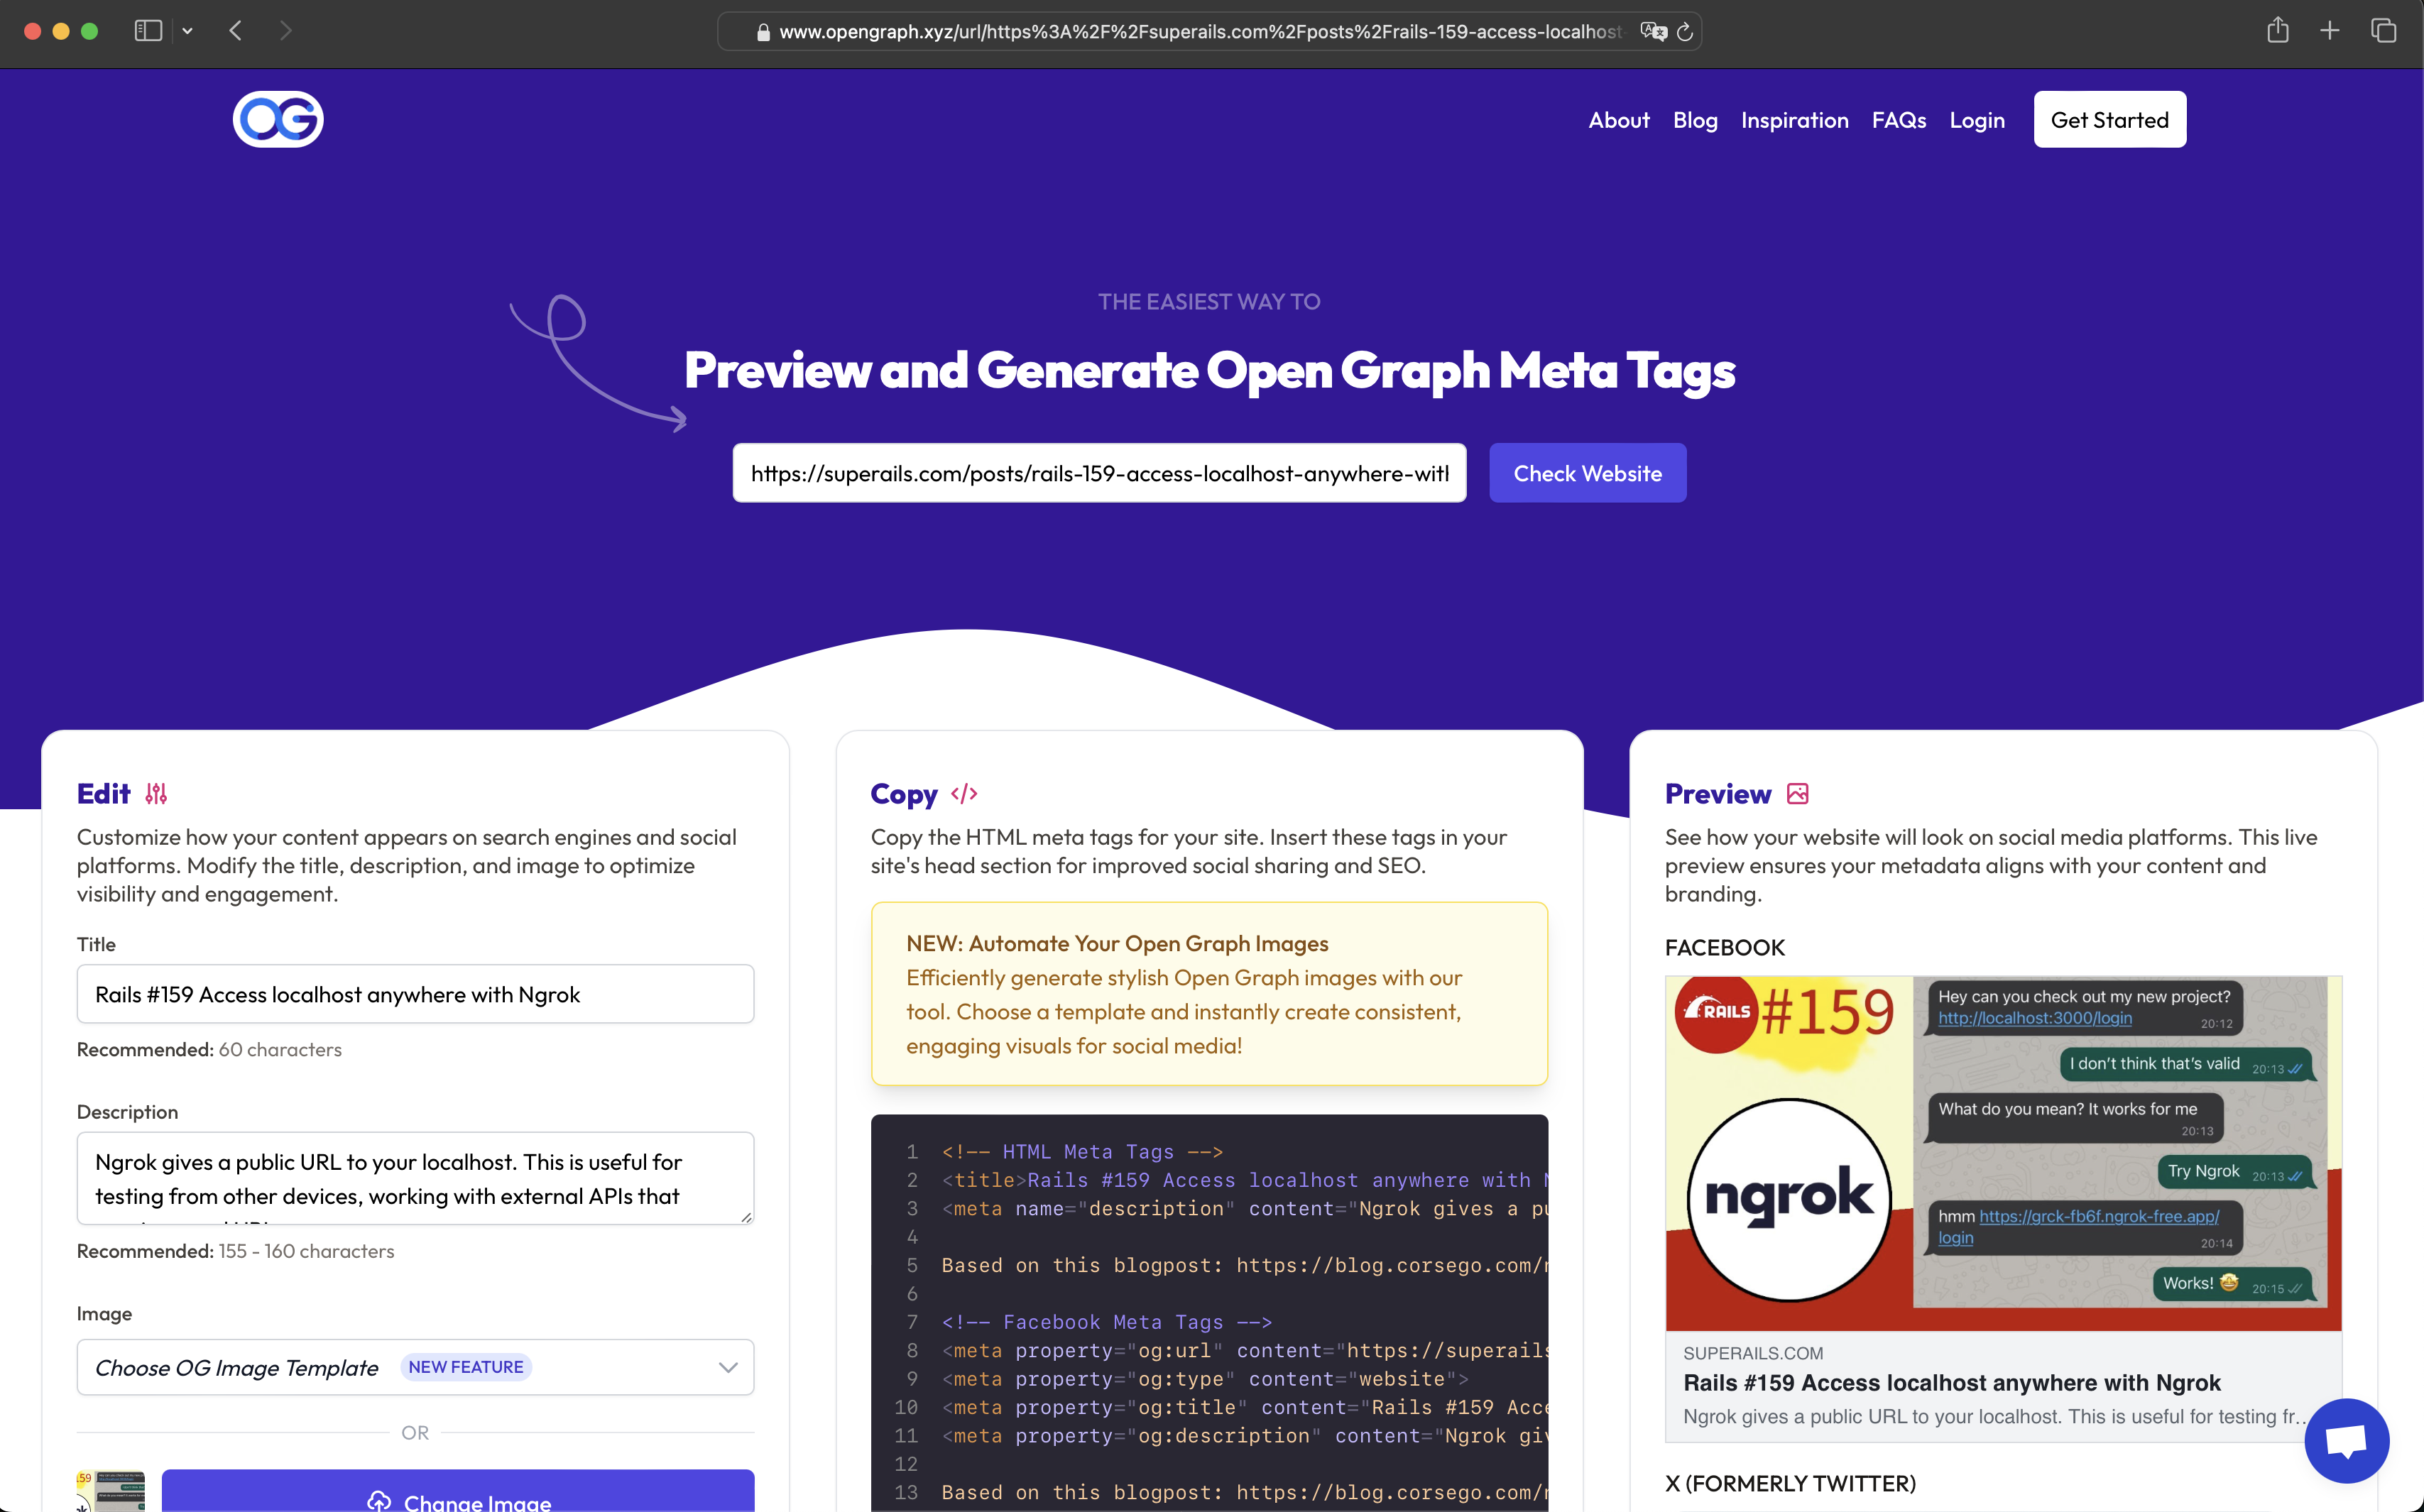 www.opengraph.xyz/url/https%3A%2F%2Fsuperails.com%2Fposts%2Frails-159-access-localhost
OG
About Blog Inspiration FAQs Login Get Started
THE EASIEST WAY TO
Preview and Generate Open Graph Meta Tags
https://superails.com/posts/rails-159-access-localhost-anywhere-with
Check Website
Edit
Customize how your content appears on search engines and social
platforms. Modify the title, description, and image to optimize
visibility and engagement.
Title
Rails #159 Access localhost anywhere with Ngrok
Recommended: 60 characters
Description
Ngrok gives a public URL to your localhost. This is useful for
testing from other devices, working with external APIs that
Recommended: 155 - 160 characters
Image
Choose OG Image Template NEW FEATURE
OR
Change Image
Copy </>
Copy the HTML meta tags for your site. Insert these tags in your
site's head section for improved social sharing and SEO.
NEW: Automate Your Open Graph Images
Efficiently generate stylish Open Graph images with our
tool. Choose a template and instantly create consistent,
engaging visuals for social media!
1 <!-- HTML Meta Tags -->
2 <title>Rails #159 Access localhost anywhere with N
3 <meta name="description" content="Ngrok gives a pu
4
5 Based on this blogpost: https://blog.corsego.com/n
6
7 <!-- Facebook Meta Tags -->
8 <meta property="og:url" content="https://superails
9 <meta property="og:type" content="website">
10 <meta property="og:title" content="Rails #159 Acce
11 <meta property="og:description" content="Ngrok giv
12
13 Based on this blogpost: https://blog.corsego.com/n
Preview
See how your website will look on social media platforms. This live
preview ensures your metadata aligns with your content and
branding.
FACEBOOK
RAILS #159
ngrok
Hey can you check out my new project?
http://localhost:3000/login 20:12
I don't think that's valid 20:13
What do you mean? It works for me
20:13
Try Ngrok 20:13
hmm https://grck-fb6f.ngrok-free.app/
login 20:14
Works! 🤩 20:15
SUPERAILS.COM
Rails #159 Access localhost anywhere with Ngrok
Ngrok gives a public URL to your localhost. This is useful for testing fr…
X (FORMERLY TWITTER)